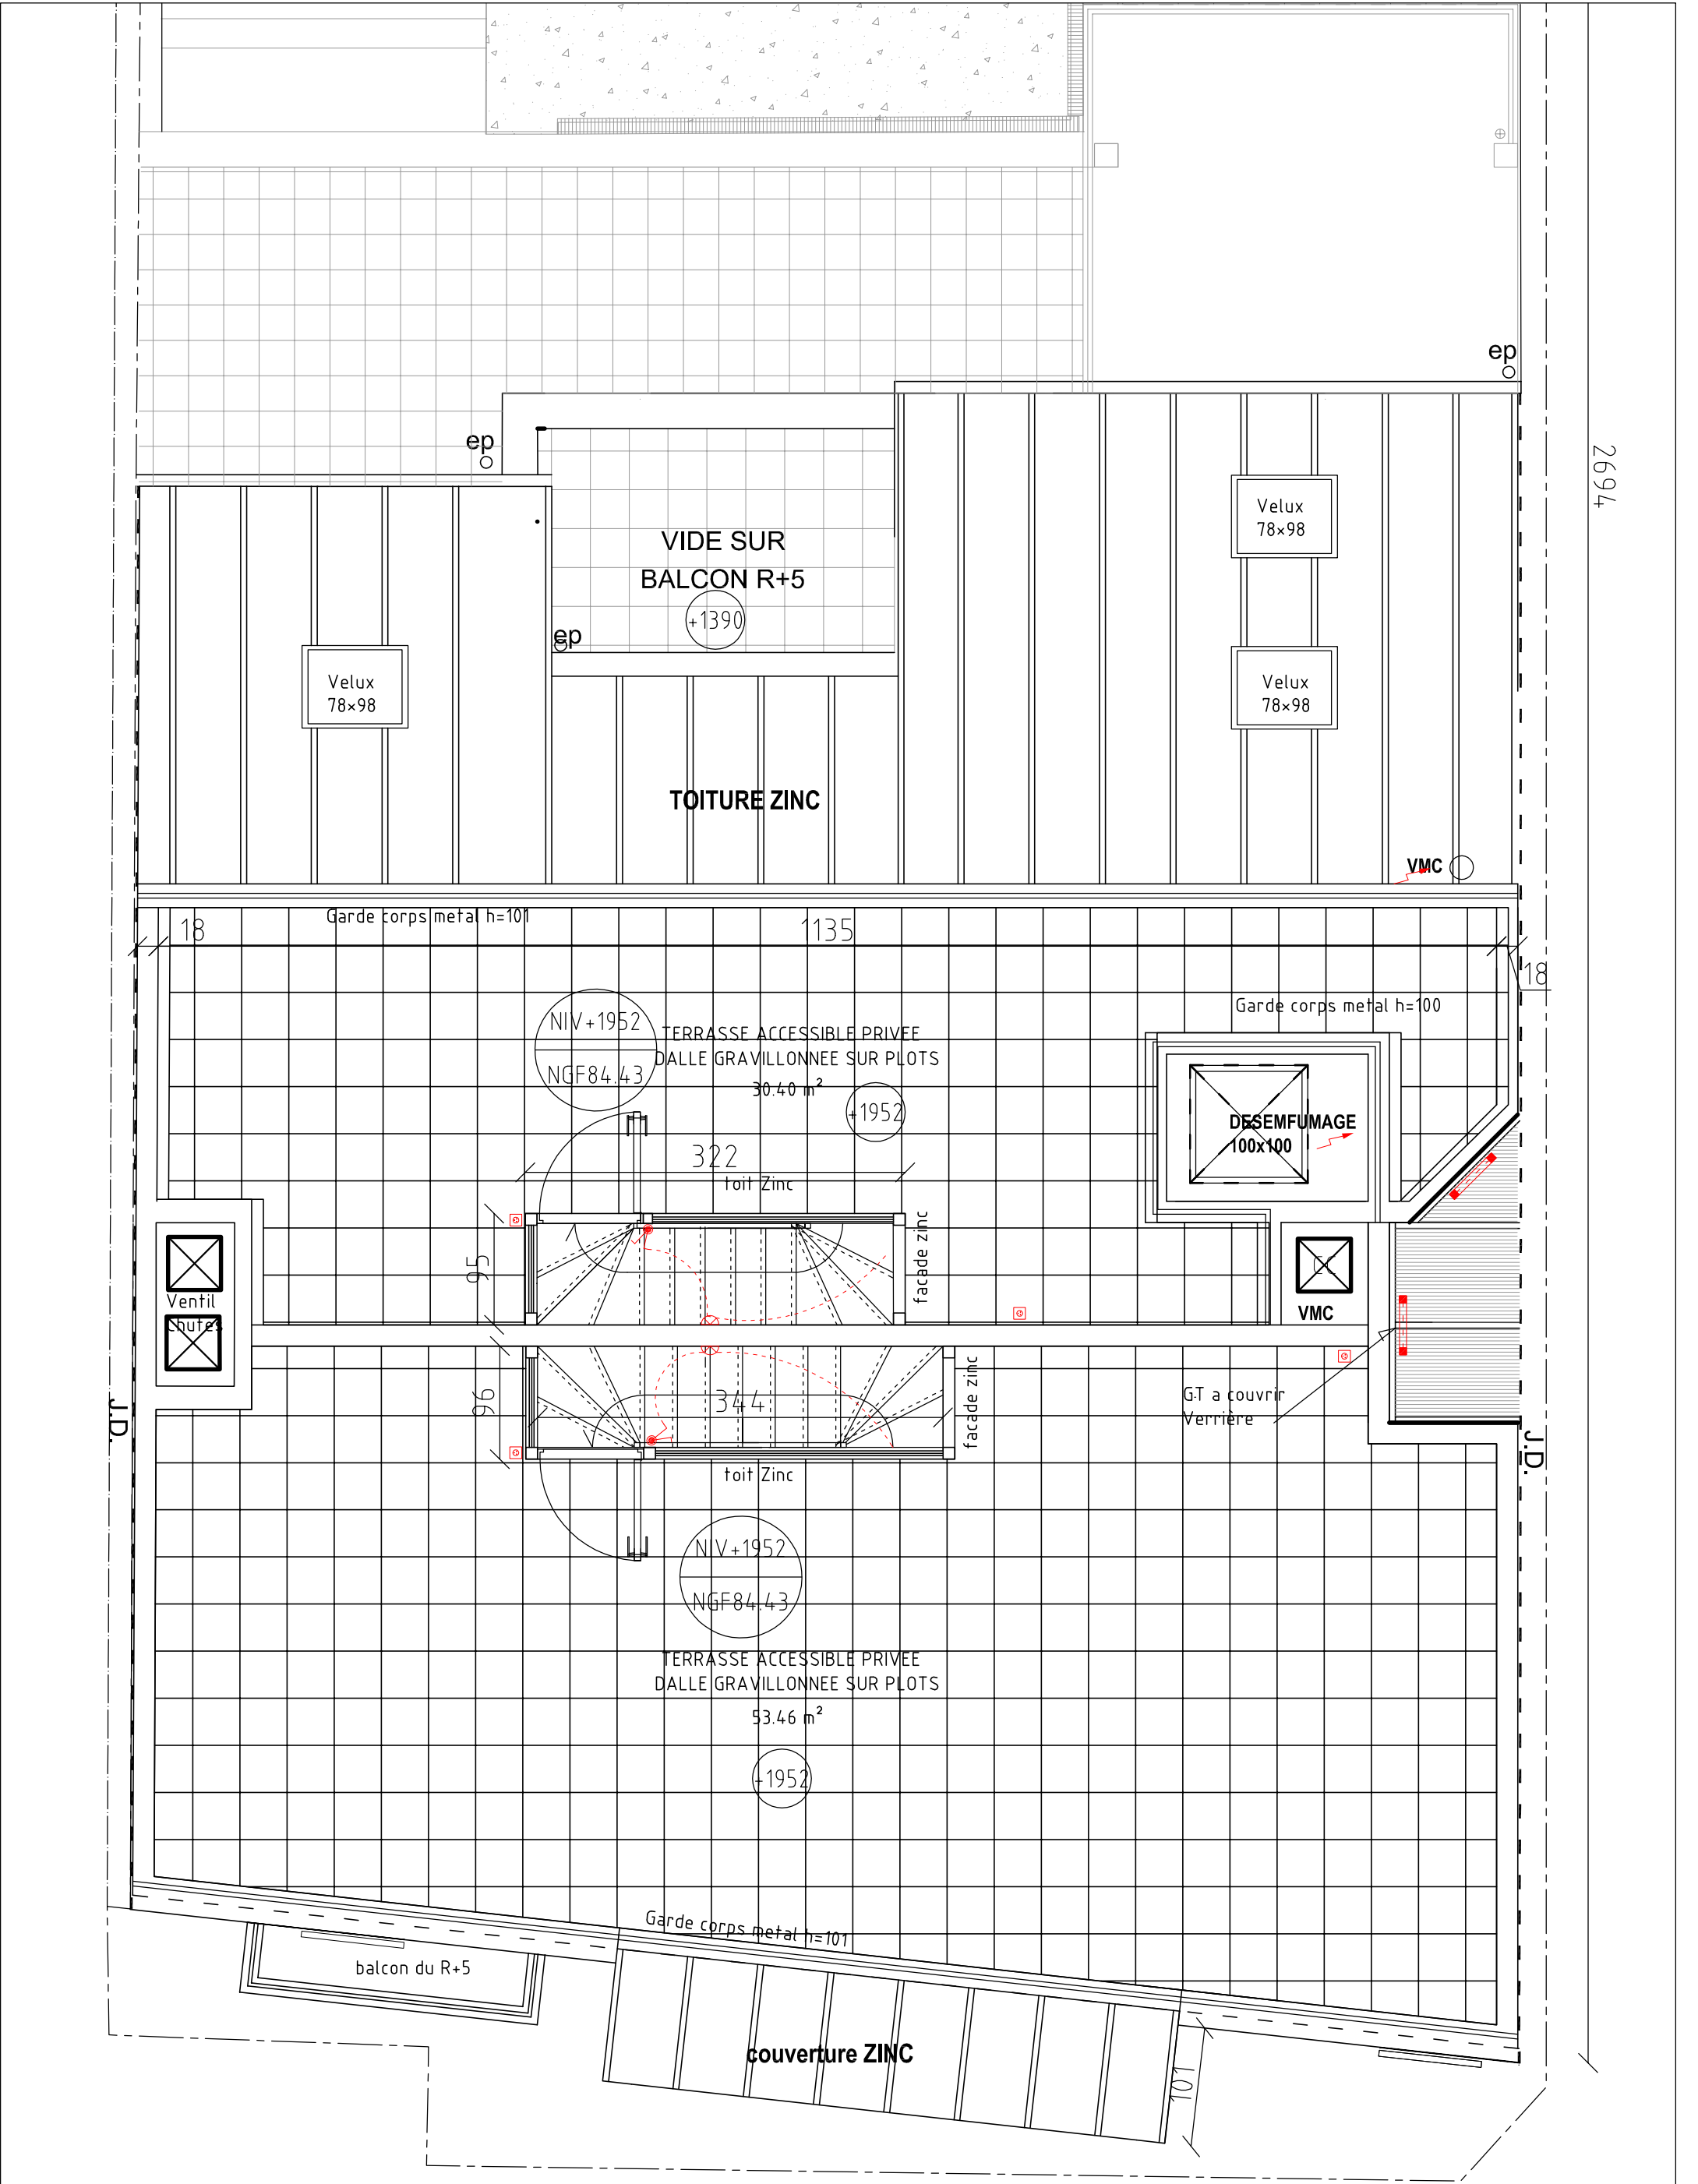 ep
2694
ep
Velux
78×98
VIDE SUR
BALCON R+5
+1390
ep
Velux
78×98
Velux
78×98
TOITURE ZINC
VMC
Garde corps metal h=101
18
1135
18
Garde corps metal h=100
NIV+1952
NGF84.43
TERRASSE ACCESSIBLE PRIVEE
DALLE GRAVILLONNEE SUR PLOTS
30.40 m²
+1952
DESEMFUMAGE
100x100
322
toit Zinc
facade zinc
95
Ventil
Chutes
VMC
96
344
facade zinc
G.T a couvrir
Verrière
J.D.
J.D.
toit Zinc
NIV+1952
NGF84.43
TERRASSE ACCESSIBLE PRIVEE
DALLE GRAVILLONNEE SUR PLOTS
53.46 m²
+1952
Garde corps metal h=101
balcon du R+5
couverture ZINC
101